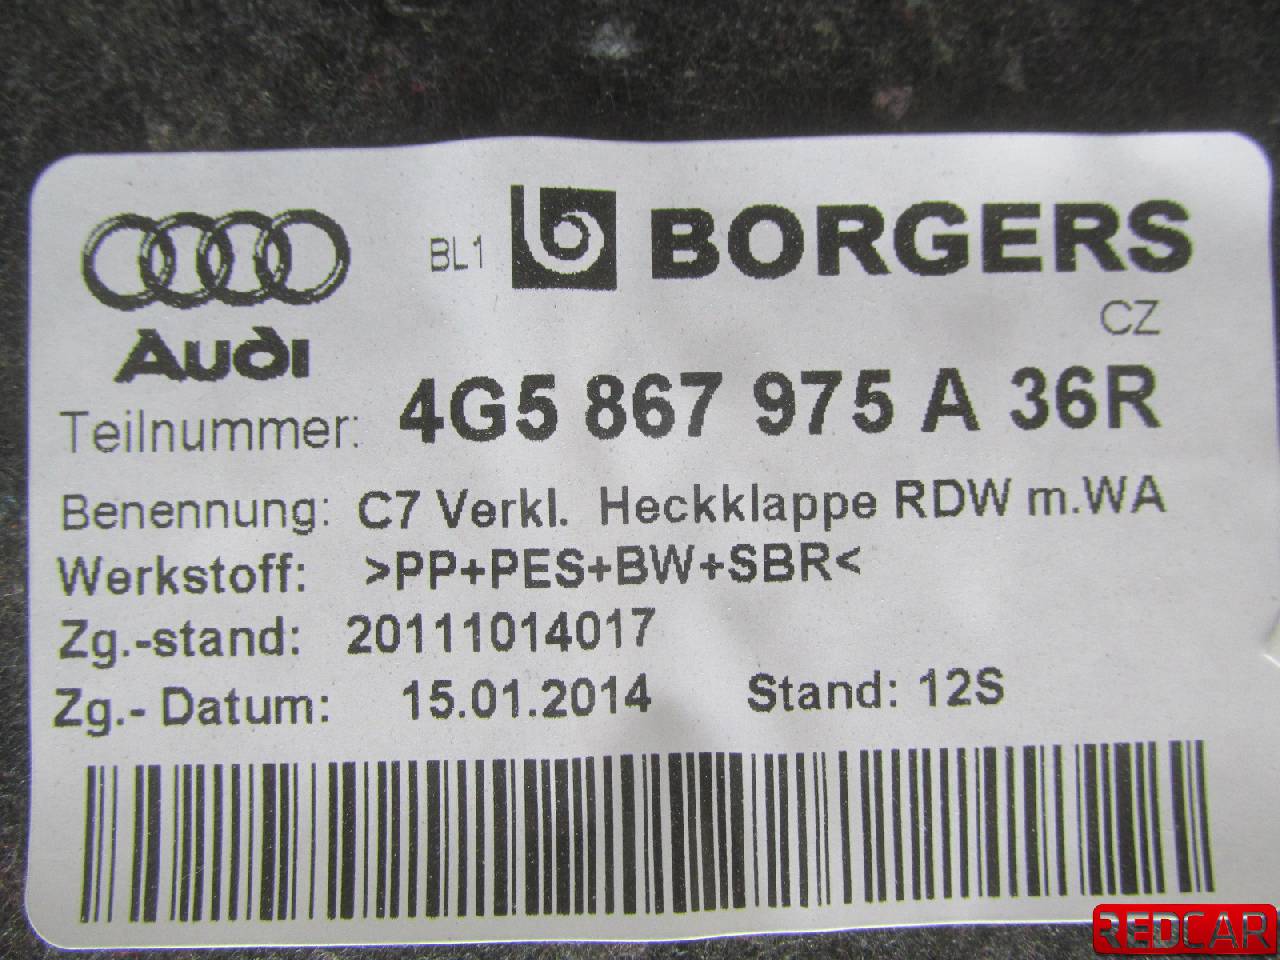 BL1 BORGERS
CZ
Audi
Teilnummer: 4G5 867 975 A 36R
Benennung: C7 Verkl. Heckklappe RDW m.WA
Werkstoff: >PP+PES+BW+SBR<
Zg.-stand: 20111014017
Zg.- Datum: 15.01.2014 Stand: 12S
REDCAR